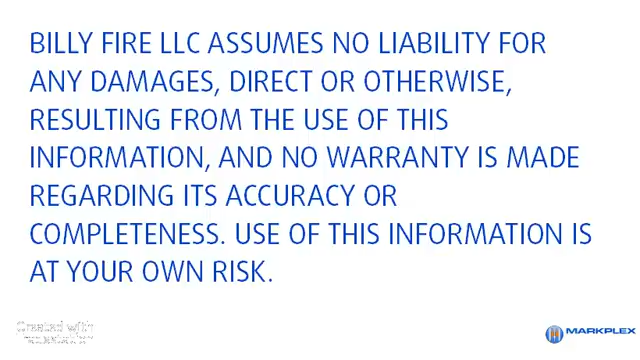 BILLY FIRE LLC ASSUMES NO LIABILITY FOR
ANY DAMAGES, DIRECT OR OTHERWISE,
RESULTING FROM THE USE OF THIS
INFORMATION, AND NO WARRANTY IS MADE
REGARDING ITS ACCURACY OR
COMPLETENESS. USE OF THIS INFORMATION IS
AT YOUR OWN RISK.
Created with
MARKPLEX